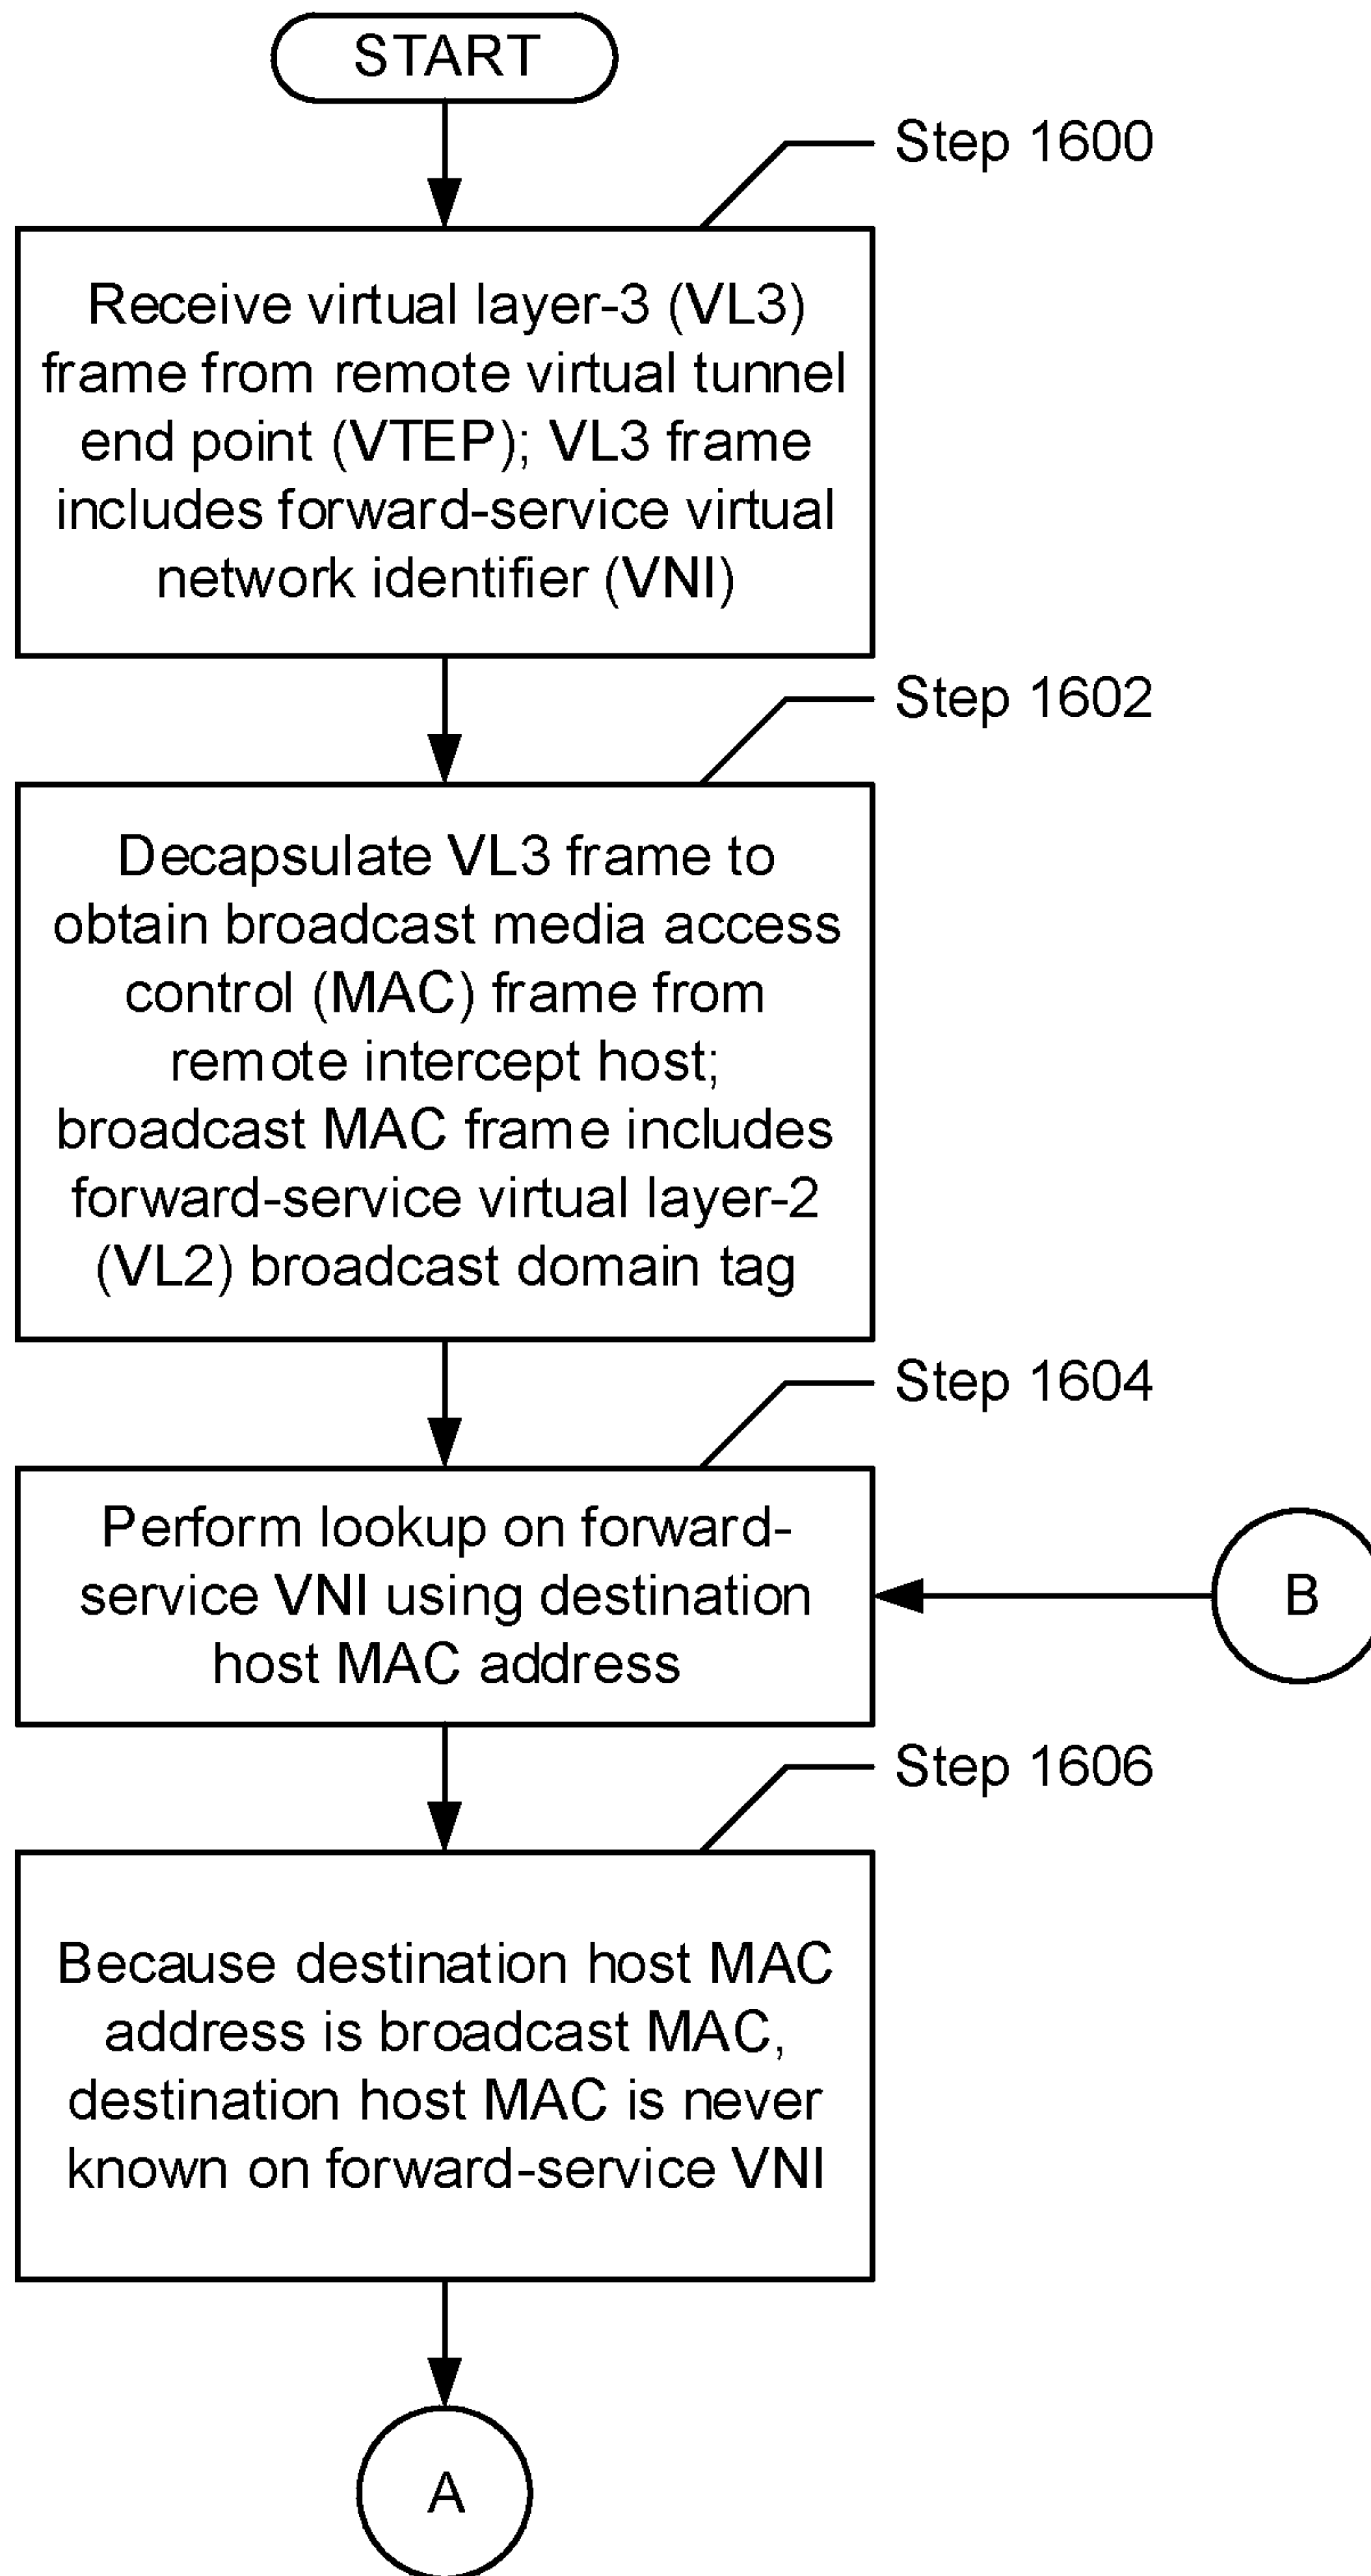 START
Step 1600
Receive virtual layer-3 (VL3)
frame from remote virtual tunnel
end point (VTEP); VL3 frame
includes forward-service virtual
network identifier (VNI)
Step 1602
Decapsulate VL3 frame to
obtain broadcast media access
control (MAC) frame from
remote intercept host;
broadcast MAC frame includes
forward-service virtual layer-2
(VL2) broadcast domain tag
Step 1604
Perform lookup on forward-
service VNI using destination
host MAC address
B
Step 1606
Because destination host MAC
address is broadcast MAC,
destination host MAC is never
known on forward-service VNI
A